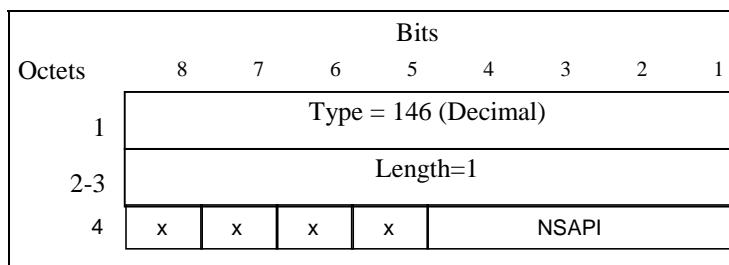 Bits
Octets 8 7 6 5 4 3 2 1
1 Type = 146 (Decimal)
2-3 Length=1
4 x x x x NSAPI